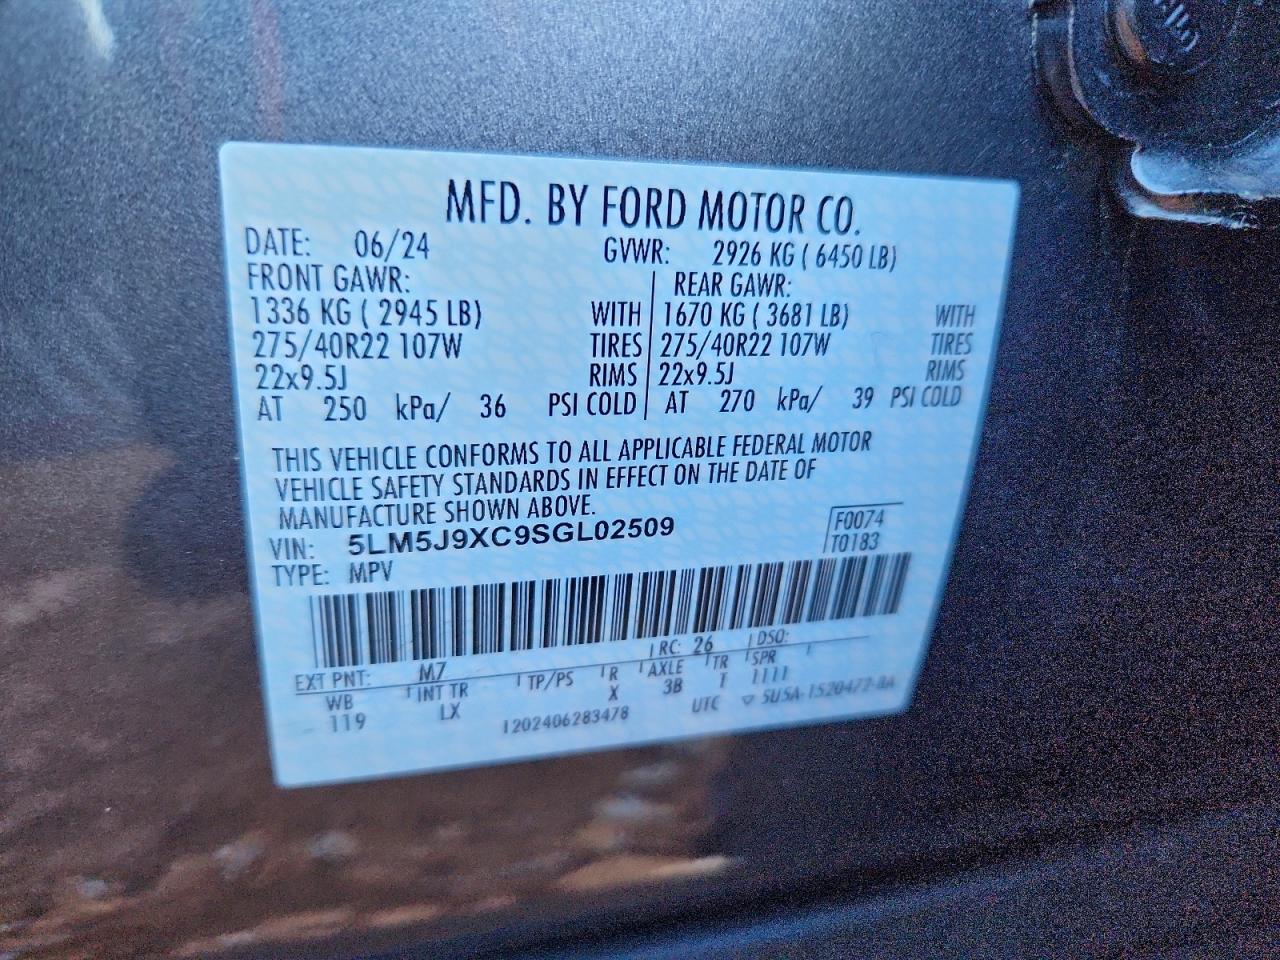 MFD. BY FORD MOTOR CO.
DATE: 06/24 GVWR: 2926 KG ( 6450 LB)
FRONT GAWR: REAR GAWR:
1336 KG ( 2945 LB) WITH 1670 KG ( 3681 LB) WITH
275/40R22 107W TIRES 275/40R22 107W TIRES
22x9.5J RIMS 22x9.5J RIMS
AT 250 kPa/ 36 PSI COLD AT 270 kPa/ 39 PSI COLD
THIS VEHICLE CONFORMS TO ALL APPLICABLE FEDERAL MOTOR
VEHICLE SAFETY STANDARDS IN EFFECT ON THE DATE OF
MANUFACTURE SHOWN ABOVE.
VIN: 5LM5J9XC9SGL02509 F0074
TYPE: MPV T0183
EXT PNT: M7 RC: 26 DSO:
WB INT TR TP/PS R AXLE TR SPR
119 LX X 3B T 1111
1202406283478 UTC